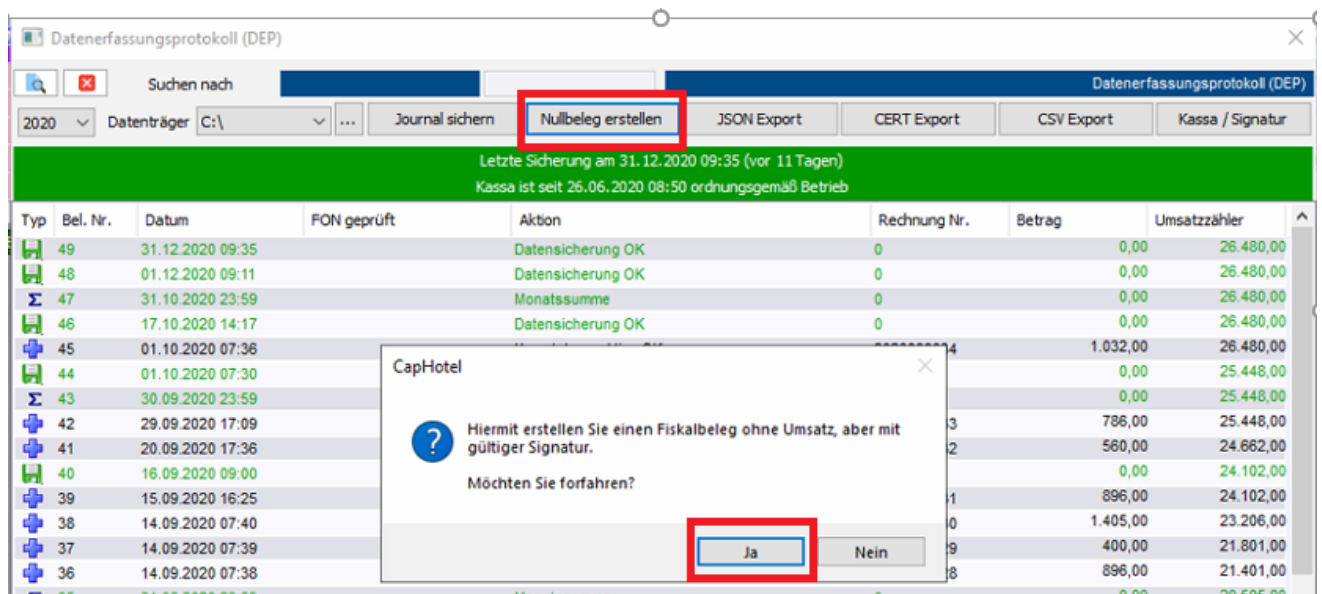 Datenerfassungsprotokoll (DEP)
Suchen nach
Datenerfassungsprotokoll (DEP)
2020 Datenträger C:\ ... Journal sichern Nullbeleg erstellen JSON Export CERT Export CSV Export Kassa / Signatur
Letzte Sicherung am 31.12.2020 09:35 (vor 11 Tagen)
Kassa ist seit 26.06.2020 08:50 ordnungsgemäß Betrieb
Typ Bel. Nr. Datum FON geprüft Aktion Rechnung Nr. Betrag Umsatzzähler
49 31.12.2020 09:35 Datensicherung OK 0 0,00 26.480,00
48 01.12.2020 09:11 Datensicherung OK 0 0,00 26.480,00
Σ 47 31.10.2020 23:59 Monatssumme 0 0,00 26.480,00
46 17.10.2020 14:17 Datensicherung OK 0 0,00 26.480,00
45 01.10.2020 07:36 1.032,00 26.480,00
44 01.10.2020 07:30 0,00 25.448,00
Σ 43 30.09.2020 23:59 0,00 25.448,00
42 29.09.2020 17:09 3 786,00 25.448,00
41 20.09.2020 17:36 2 560,00 24.662,00
40 16.09.2020 09:00 0,00 24.102,00
39 15.09.2020 16:25 1 896,00 24.102,00
38 14.09.2020 07:40 0 1.405,00 23.206,00
37 14.09.2020 07:39 9 400,00 21.801,00
36 14.09.2020 07:38 8 896,00 21.401,00
CapHotel
Hiermit erstellen Sie einen Fiskalbeleg ohne Umsatz, aber mit
gültiger Signatur.
Möchten Sie forfahren?
Ja Nein